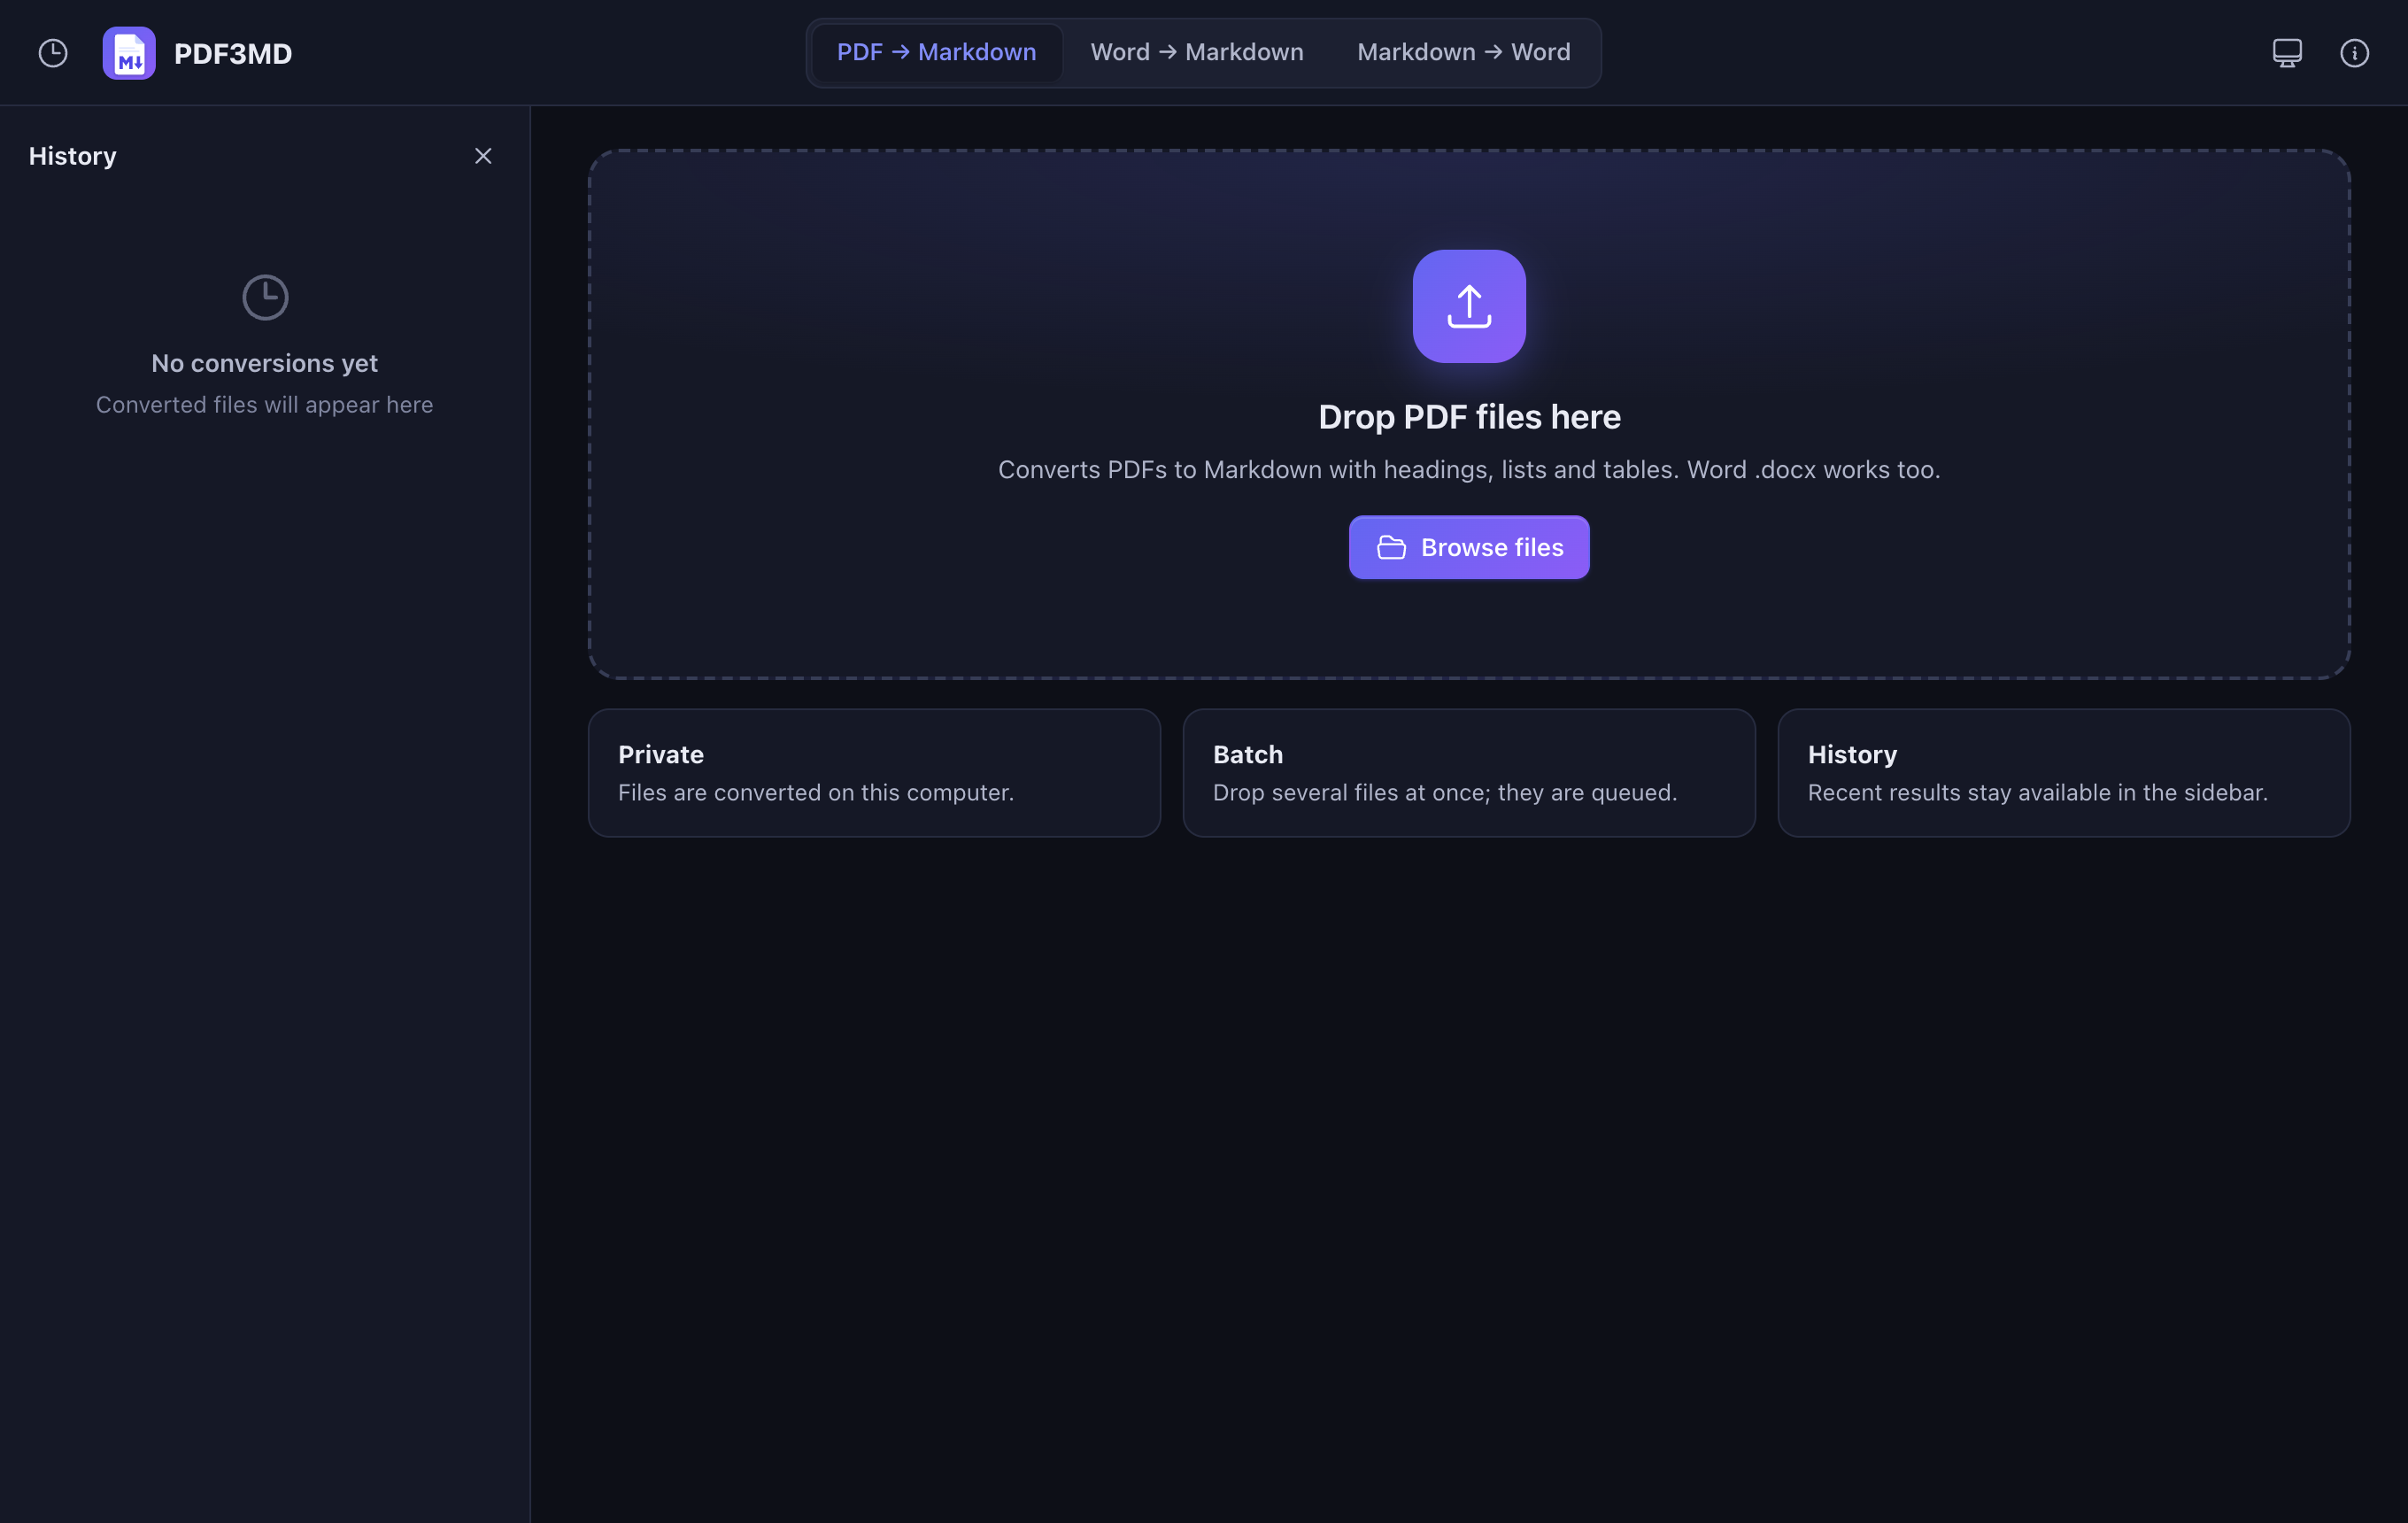 PDF3MD
PDF → Markdown
Word → Markdown
Markdown → Word
History
No conversions yet
Converted files will appear here
Drop PDF files here
Converts PDFs to Markdown with headings, lists and tables. Word .docx works too.
Browse files
Private
Files are converted on this computer.
Batch
Drop several files at once; they are queued.
History
Recent results stay available in the sidebar.